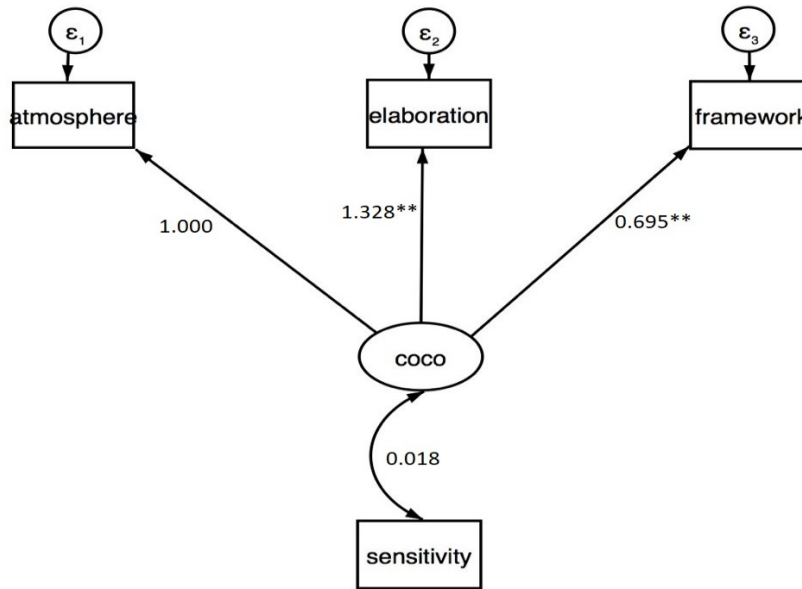 ε₁ ε₂ ε₃
atmosphere elaboration framework
1.000 1.328** 0.695**
coco
0.018
sensitivity